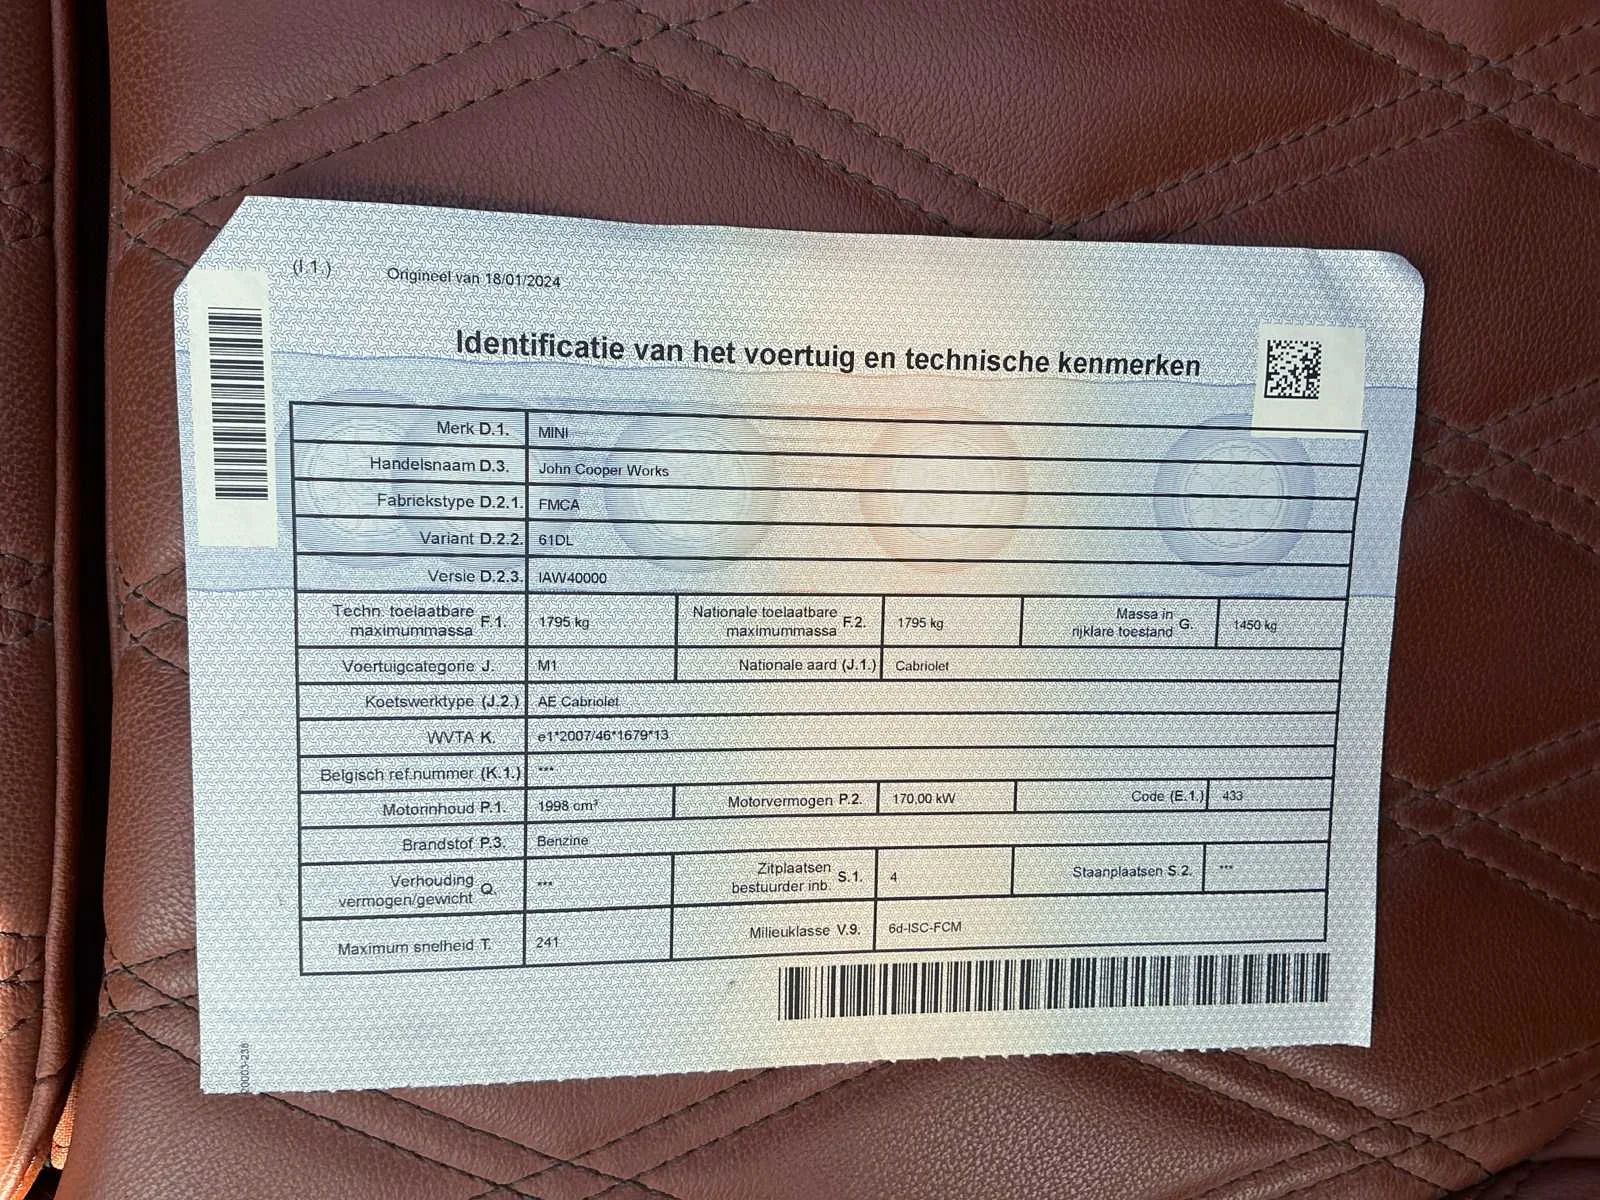 (I.1.) Origineel van 18/01/2024
Identificatie van het voertuig en technische kenmerken
Merk D.1. MINI
Handelsnaam D.3. John Cooper Works
Fabriekstype D.2.1. FMCA
Variant D.2.2. 61DL
Versie D.2.3. IAW40000
Techn. toelaatbare maximummassa F.1. 1795 kg Nationale toelaatbare maximummassa F.2. 1795 kg Massa in rijklare toestand G. 1450 kg
Voertuigcategorie J. M1 Nationale aard (J.1.) Cabriolet
Koetswerktype (J.2.) AE Cabriolet
WVTA K. e1*2007/46*1679*13
Belgisch ref.nummer (K.1.) ***
Motorinhoud P.1. 1998 cm³ Motorvermogen P.2. 170,00 kW Code (E.1.) 433
Brandstof P.3. Benzine
Verhouding vermogen/gewicht Q. *** Zitplaatsen bestuurder inb. S.1. 4 Staanplaatsen S.2. ***
Maximum snelheid T. 241 Milieuklasse V.9. 6d-ISC-FCM
20003-238